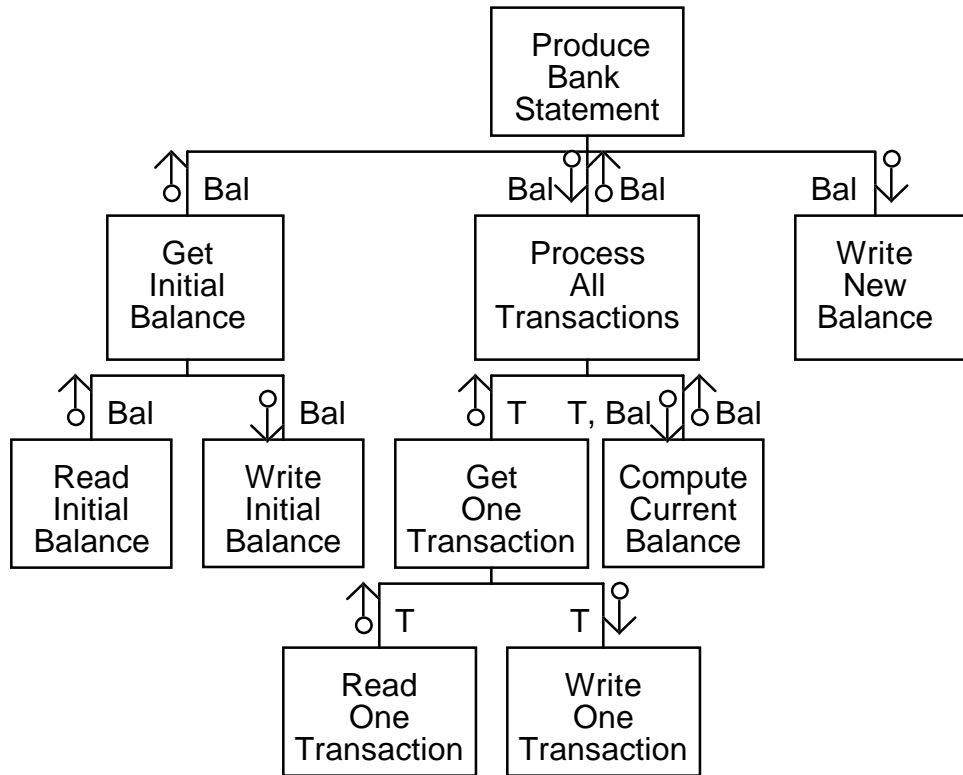 Produce
Bank
Statement
Bal
Bal
Bal
Bal
Get
Initial
Balance
Process
All
Transactions
Write
New
Balance
Bal
Bal
T
T, Bal
Bal
Read
Initial
Balance
Write
Initial
Balance
Get
One
Transaction
Compute
Current
Balance
T
T
Read
One
Transaction
Write
One
Transaction